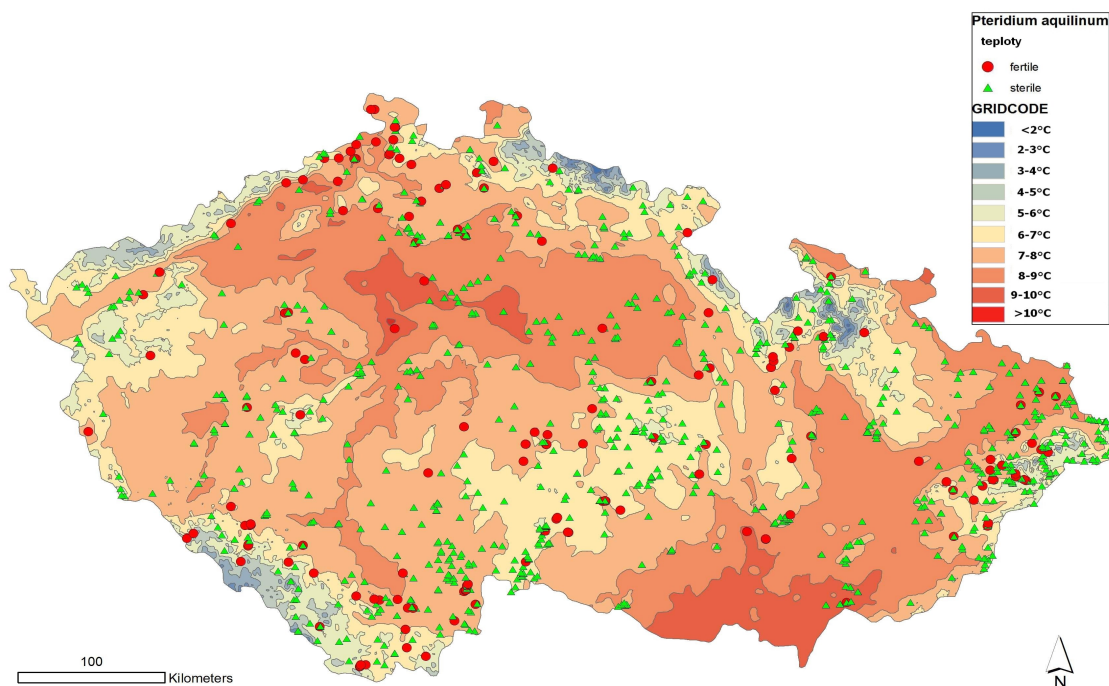 Pteridium aquilinum
teploty
fertile
sterile
GRIDCODE
<2°C
2-3°C
3-4°C
4-5°C
5-6°C
6-7°C
7-8°C
8-9°C
9-10°C
>10°C
100
Kilometers
N